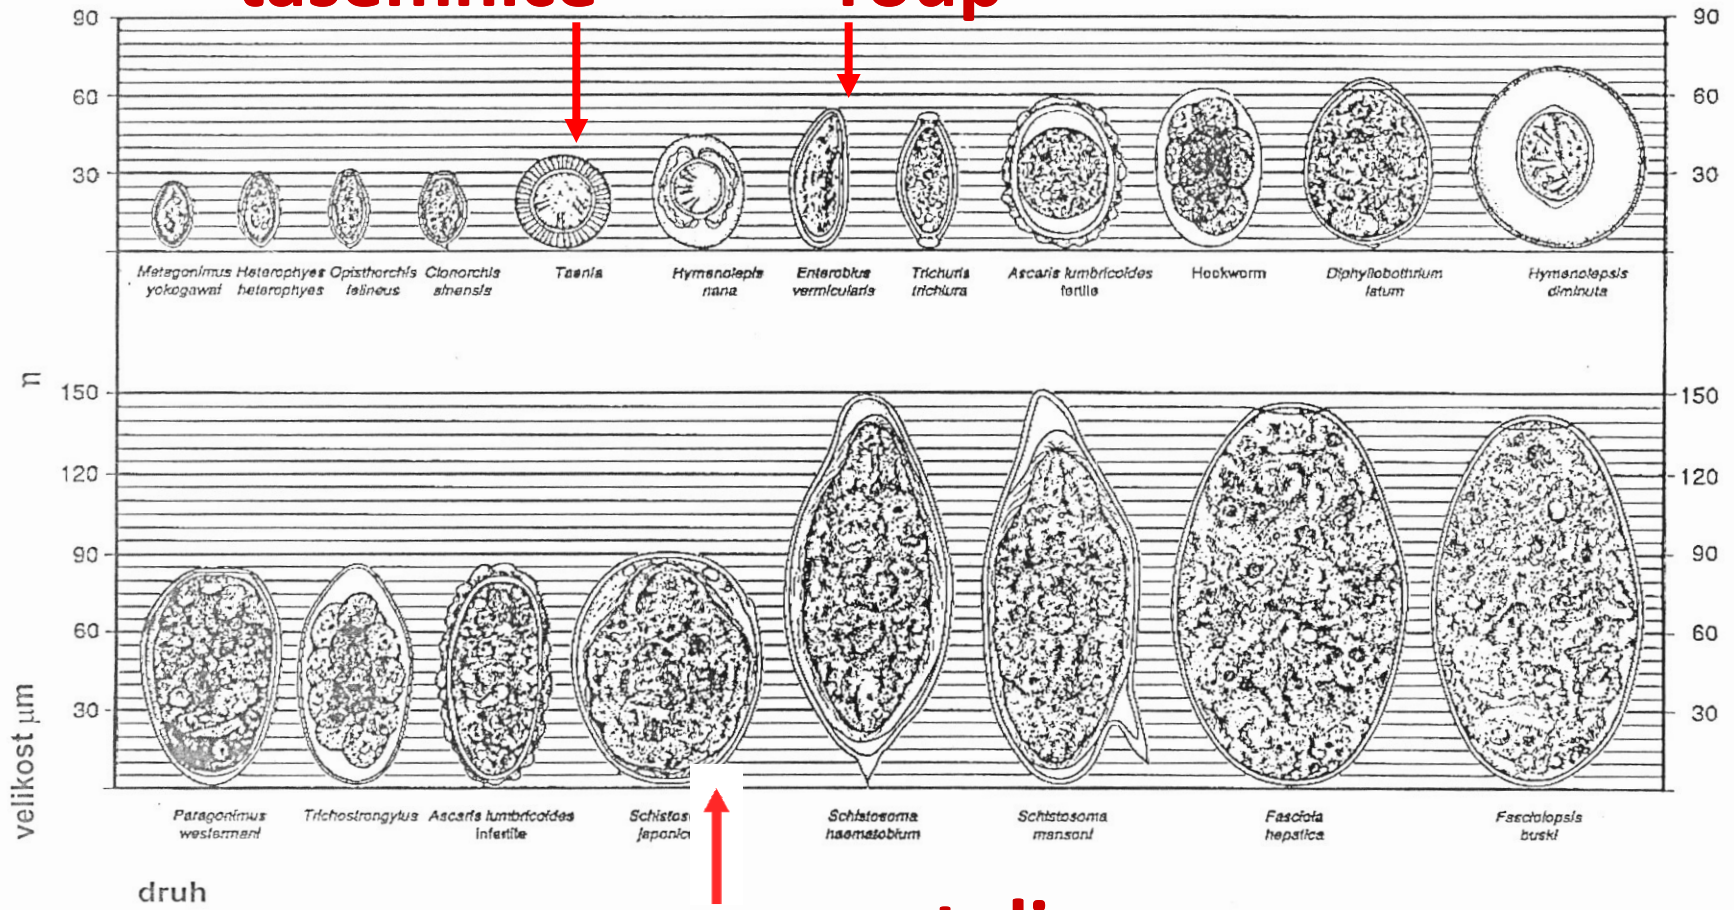 tasemnice
roup
90
90
60
60
30
30
Metagonimus Heterophyes Opisthorchis Clonorchis Taenia Hymenolepis Enterobius Trichuris Ascaris lumbricoides Hookworm Diphyllobothrium Hymenolepsis
yokogawai heterophyes felineus sinensis nana vermicularis trichiura fertile latum diminuta
n
150
150
120
120
90
90
60
60
30
30
velikost µm
Paragonimus Trichostrongylus Ascaris lumbricoides Schistosoma Schistosoma Fasciola Fasciolopsis
westermani infertile haematobium mansoni hepatica buski
druh